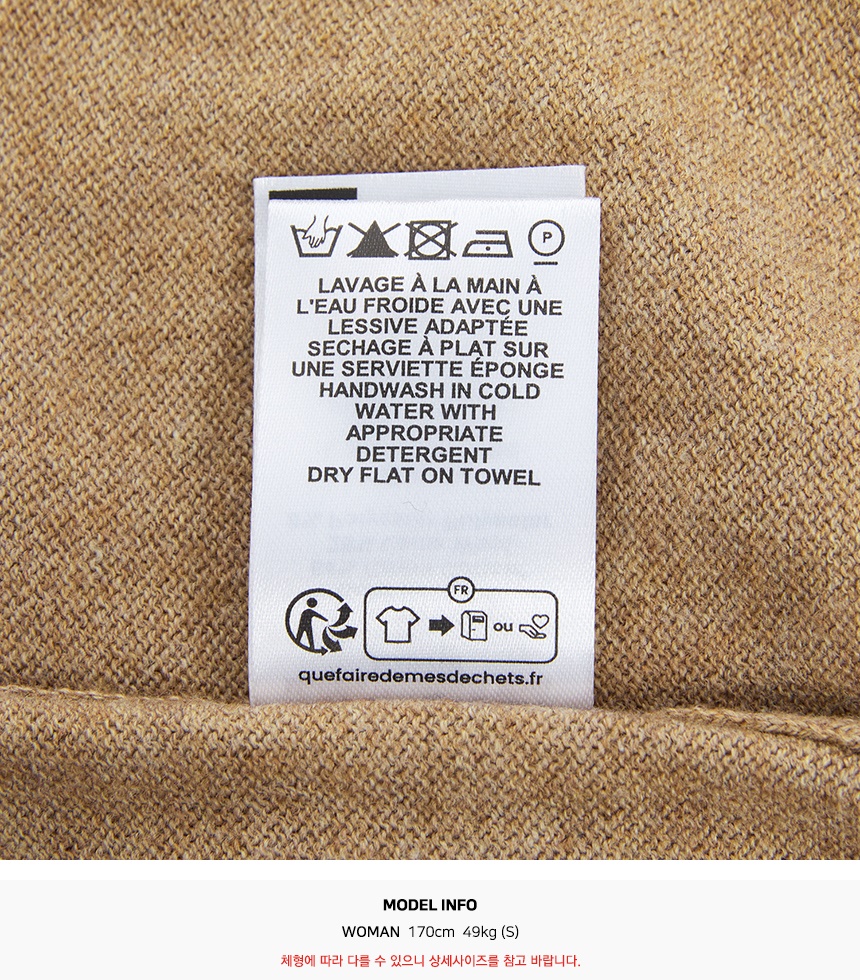 P
LAVAGE À LA MAIN À
L'EAU FROIDE AVEC UNE
LESSIVE ADAPTÉE
SECHAGE À PLAT SUR
UNE SERVIETTE ÉPONGE
HANDWASH IN COLD
WATER WITH
APPROPRIATE
DETERGENT
DRY FLAT ON TOWEL
FR
ou
quefairedemesdechets.fr
MODEL INFO
WOMAN 170cm 49kg (S)
체형에 따라 다를 수 있으니 상세사이즈를 참고 바랍니다.